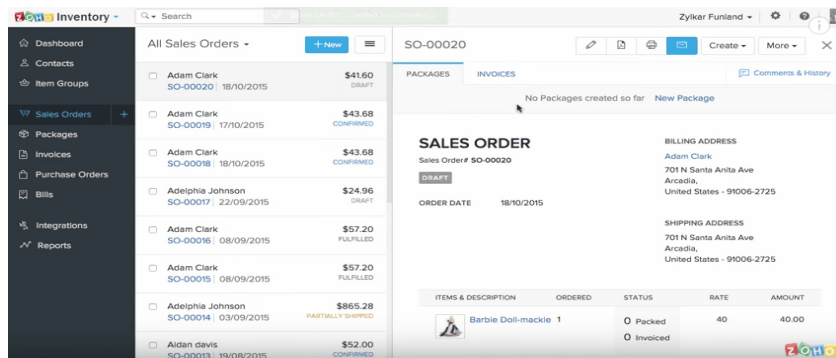 ZOHO Inventory
Search
Zylkar Funland
Dashboard
Contacts
Item Groups
Sales Orders +
Packages
Invoices
Purchase Orders
Bills
Integrations
Reports
All Sales Orders
+ New
Adam Clark $41.60
SO-00020 | 18/10/2015 DRAFT
Adam Clark $43.68
SO-00019 | 17/10/2015 CONFIRMED
Adam Clark $43.68
SO-00018 | 18/10/2015 CONFIRMED
Adelphia Johnson $24.96
SO-00017 | 22/09/2015 DRAFT
Adam Clark $57.20
SO-00016 | 08/09/2015 FULFILLED
Adam Clark $57.20
SO-00015 | 08/09/2015 FULFILLED
Adelphia Johnson $865.28
SO-00014 | 03/09/2015 PARTIALLY SHIPPED
Aidan davis $52.00
SO-00013 | 19/08/2015 CONFIRMED
SO-00020
Create
More
PACKAGES INVOICES
Comments & History
No Packages created so far New Package
SALES ORDER
Sales Order# SO-00020
DRAFT
ORDER DATE 18/10/2015
BILLING ADDRESS
Adam Clark
701 N Santa Anita Ave
Arcadia,
United States - 91006-2725
SHIPPING ADDRESS
701 N Santa Anita Ave
Arcadia,
United States - 91006-2725
ITEMS & DESCRIPTION ORDERED STATUS RATE AMOUNT
Barbie Doll-mackle 1 0 Packed 40 40.00
0 Invoiced
ZOHO